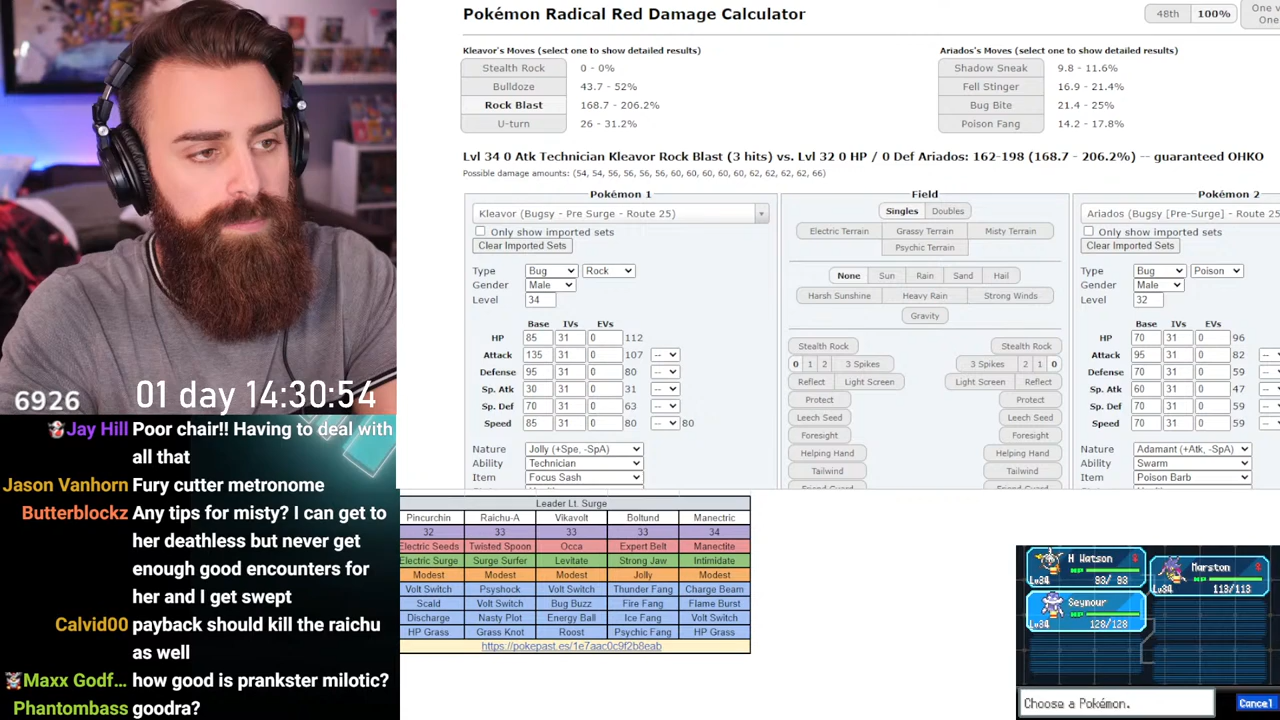 Pokémon Radical Red Damage Calculator
48th 100% One v
One
Kleavor's Moves (select one to show detailed results)
Stealth Rock 0 - 0%
Bulldoze 43.7 - 52%
Rock Blast 168.7 - 206.2%
U-turn 26 - 31.2%
Ariados's Moves (select one to show detailed results)
Shadow Sneak 9.8 - 11.6%
Fell Stinger 16.9 - 21.4%
Bug Bite 21.4 - 25%
Poison Fang 14.2 - 17.8%
Lvl 34 0 Atk Technician Kleavor Rock Blast (3 hits) vs. Lvl 32 0 HP / 0 Def Ariados: 162-198 (168.7 - 206.2%) -- guaranteed OHKO
Possible damage amounts: (54, 54, 56, 56, 56, 56, 60, 60, 60, 60, 60, 62, 62, 62, 62, 66)
Pokémon 1
Kleavor (Bugsy - Pre Surge - Route 25)
Only show imported sets
Clear Imported Sets
Type Bug Rock
Gender Male
Level 34
Base IVs EVs
HP 85 31 0 112
Attack 135 31 0 107 --
Defense 95 31 0 80 --
Sp. Atk 30 31 0 31 --
Sp. Def 70 31 0 63 --
Speed 85 31 0 80 -- 80
Nature Jolly (+Spe, -SpA)
Ability Technician
Item Focus Sash
Field
Singles Doubles
Electric Terrain Grassy Terrain Misty Terrain
Psychic Terrain
None Sun Rain Sand Hail
Harsh Sunshine Heavy Rain Strong Winds
Gravity
Stealth Rock Stealth Rock
0 1 2 3 Spikes 3 Spikes 2 1 0
Reflect Light Screen Light Screen Reflect
Protect Protect
Leech Seed Leech Seed
Foresight Foresight
Helping Hand Helping Hand
Tailwind Tailwind
Pokémon 2
Ariados (Bugsy [Pre-Surge] - Route 25
Only show imported sets
Clear Imported Sets
Type Bug Poison
Gender Male
Level 32
Base IVs EVs
HP 70 31 0 96
Attack 95 31 0 82 --
Defense 70 31 0 59 --
Sp. Atk 60 31 0 47 --
Sp. Def 70 31 0 59 --
Speed 70 31 0 59 --
Nature Adamant (+Atk, -SpA)
Ability Swarm
Item Poison Barb
6926 01 day 14:30:54
Jay Hill Poor chair!! Having to deal with
all that
Jason Vanhorn Fury cutter metronome
Butterblockz Any tips for misty? I can get to
her deathless but never get
enough good encounters for
her and I get swept
Calvid00 payback should kill the raichu
as well
Maxx Godf... how good is prankster milotic?
Phantombass goodra?
Leader Lt. Surge
Pincurchin Raichu-A Vikavolt Boltund Manectric
32 33 33 33 34
Electric Seeds Twisted Spoon Occa Expert Belt Manectite
Electric Surge Surge Surfer Levitate Strong Jaw Intimidate
Modest Modest Modest Jolly Modest
Volt Switch Psyshock Volt Switch Thunder Fang Charge Beam
Scald Volt Switch Bug Buzz Fire Fang Flame Burst
Discharge Nasty Plot Energy Ball Ice Fang Volt Switch
HP Grass Grass Knot Roost Psychic Fang HP Grass
https://pokepast.es/1e7aac0c9f2b8eab
H Watson
HP
Lv34 93/ 93
Marston
HP
Lv34 113/113
Seymour
HP
Lv34 128/128
Choose a Pokémon.
Cancel